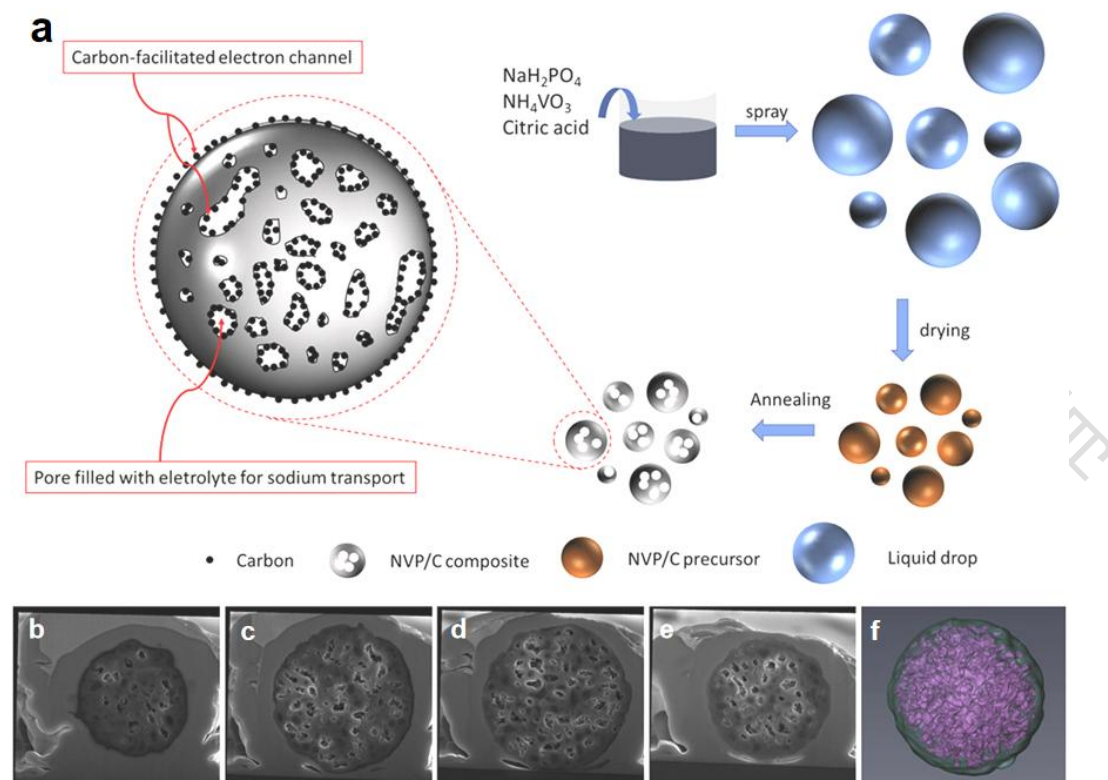 a
Carbon-facilitated electron channel
NaH₂PO₄
NH₄VO₃
Citric acid
spray
drying
Annealing
Pore filled with eletrolyte for sodium transport
Carbon
NVP/C composite
NVP/C precursor
Liquid drop
b
c
d
e
f